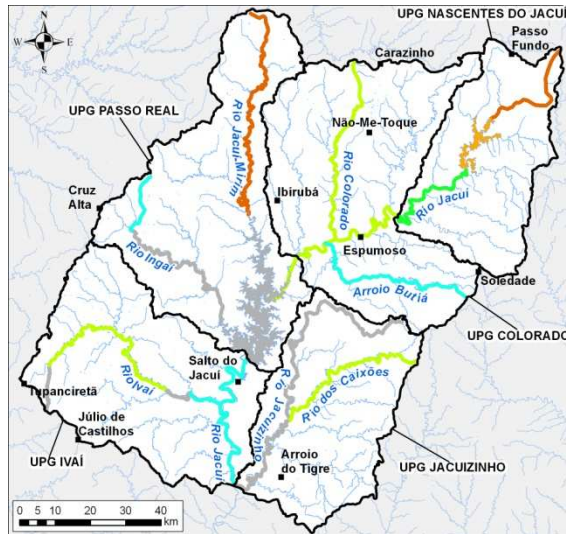 UPG NASCENTES DO JACUÍ
N
W E
S
Passo
Fundo
Carazinho
UPG PASSO REAL
Não-Me-Toque
Rio Jacuí-Mirim
Rio Colorado
Cruz
Alta
Ibirubá
Rio Jacuí
Rio Ingaí
Espumoso
Soledade
Arroio Buriá
UPG COLORADO
Salto do
Jacuí
Rio Ivaí
Rio Jacuizinho
Rio dos Caixões
Tupanciretã
Júlio de
Castilhos
Rio Jacuí
Arroio
do Tigre
UPG IVAÍ
UPG JACUIZINHO
0 5 10 20 30 40
km